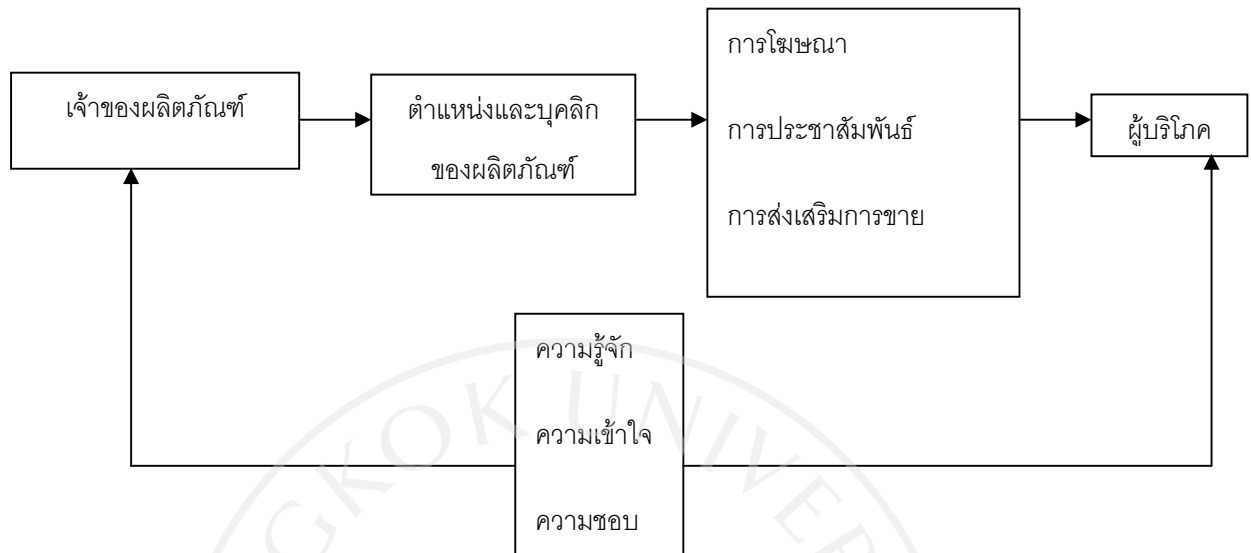 เจ้าของผลิตภัณฑ์
ตำแหน่งและบุคลิก
ของผลิตภัณฑ์
การโฆษณา
การประชาสัมพันธ์
การส่งเสริมการขาย
ผู้บริโภค
ความรู้จัก
ความเข้าใจ
ความชอบ
GKOK UNIVER